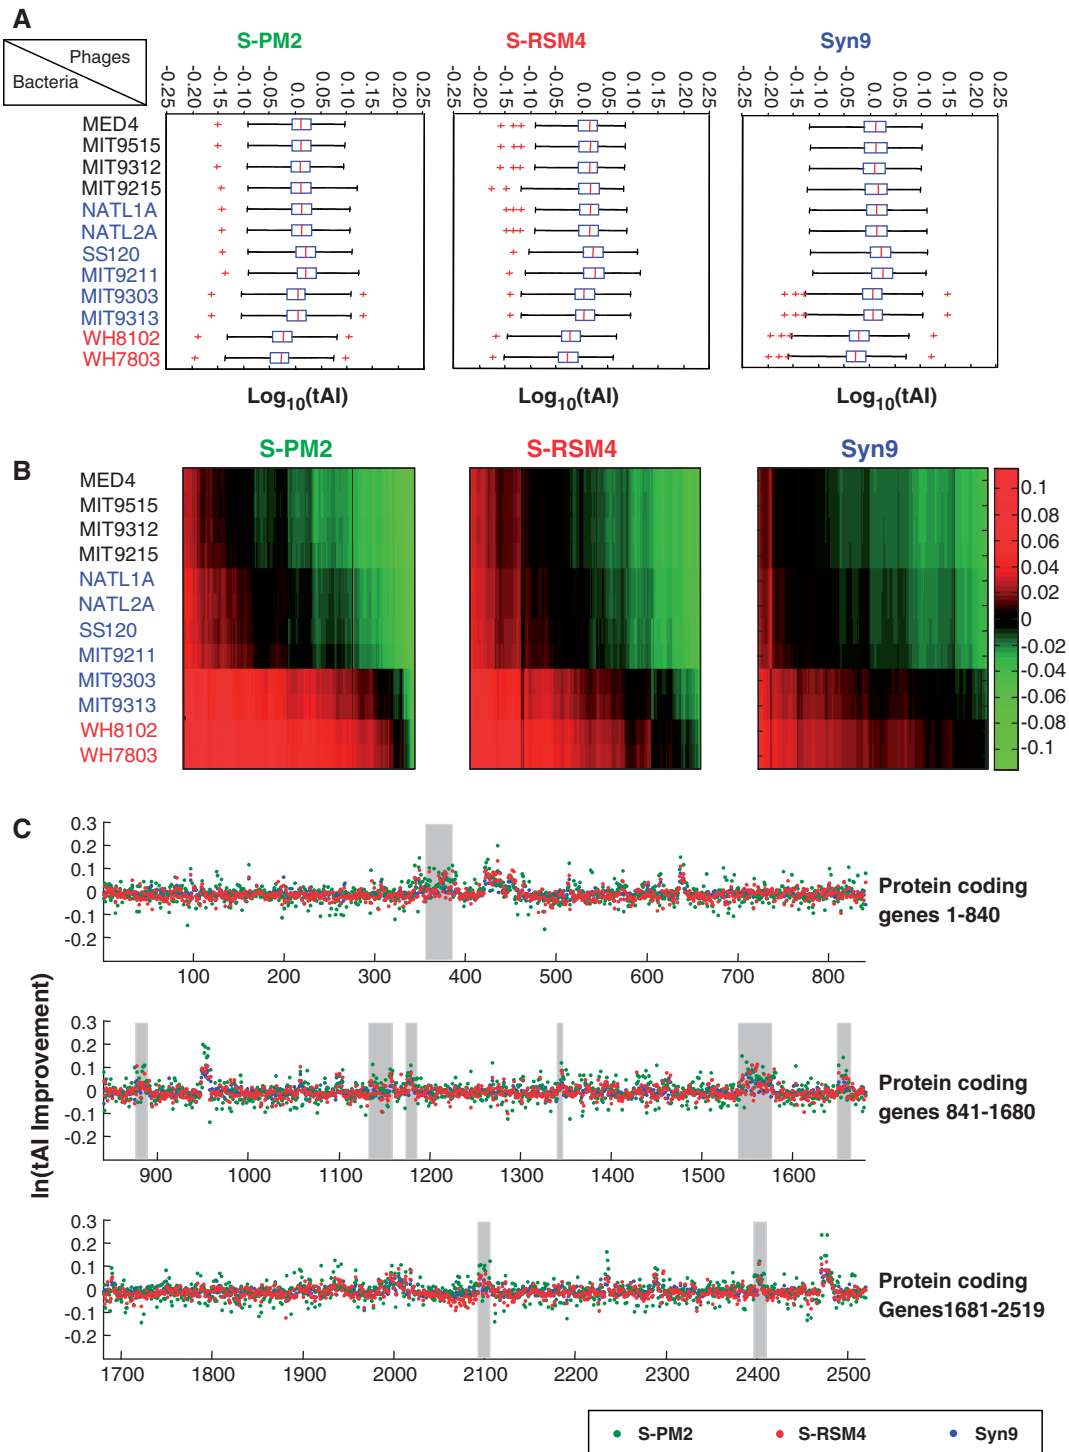 A
Phages
Bacteria
S-PM2 S-RSM4 Syn9
-0.25 -0.20 -0.15 -0.10 -0.05 0.0 0.05 0.10 0.15 0.20 0.25
-0.25 -0.20 -0.15 -0.10 -0.05 0.0 0.05 0.10 0.15 0.20 0.25
-0.25 -0.20 -0.15 -0.10 -0.05 0.0 0.05 0.10 0.15 0.20 0.25
MED4
MIT9515
MIT9312
MIT9215
NATL1A
NATL2A
SS120
MIT9211
MIT9303
MIT9313
WH8102
WH7803
Log10(tAI) Log10(tAI) Log10(tAI)
B
S-PM2 S-RSM4 Syn9
MED4
MIT9515
MIT9312
MIT9215
NATL1A
NATL2A
SS120
MIT9211
MIT9303
MIT9313
WH8102
WH7803
0.1
0.08
0.06
0.04
0.02
0
-0.02
-0.04
-0.06
-0.08
-0.1
C
ln(tAI Improvement)
0.3
0.2
0.1
0
-0.1
-0.2
100 200 300 400 500 600 700 800
Protein coding
genes 1-840
0.3
0.2
0.1
0
-0.1
-0.2
900 1000 1100 1200 1300 1400 1500 1600
Protein coding
genes 841-1680
0.3
0.2
0.1
0
-0.1
-0.2
1700 1800 1900 2000 2100 2200 2300 2400 2500
Protein coding
Genes1681-2519
S-PM2 S-RSM4 Syn9